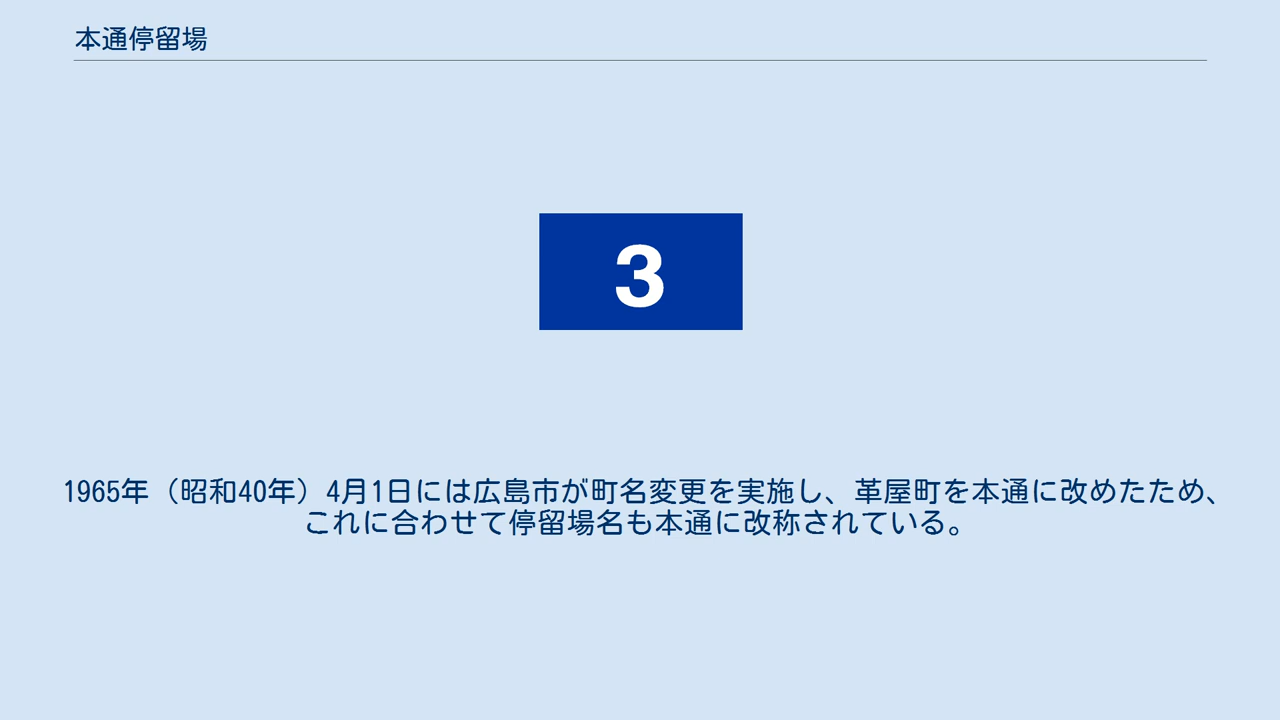 本通停留場
3
1965年（昭和40年）4月1日には広島市が町名変更を実施し、革屋町を本通に改めたため、
これに合わせて停留場名も本通に改称されている。